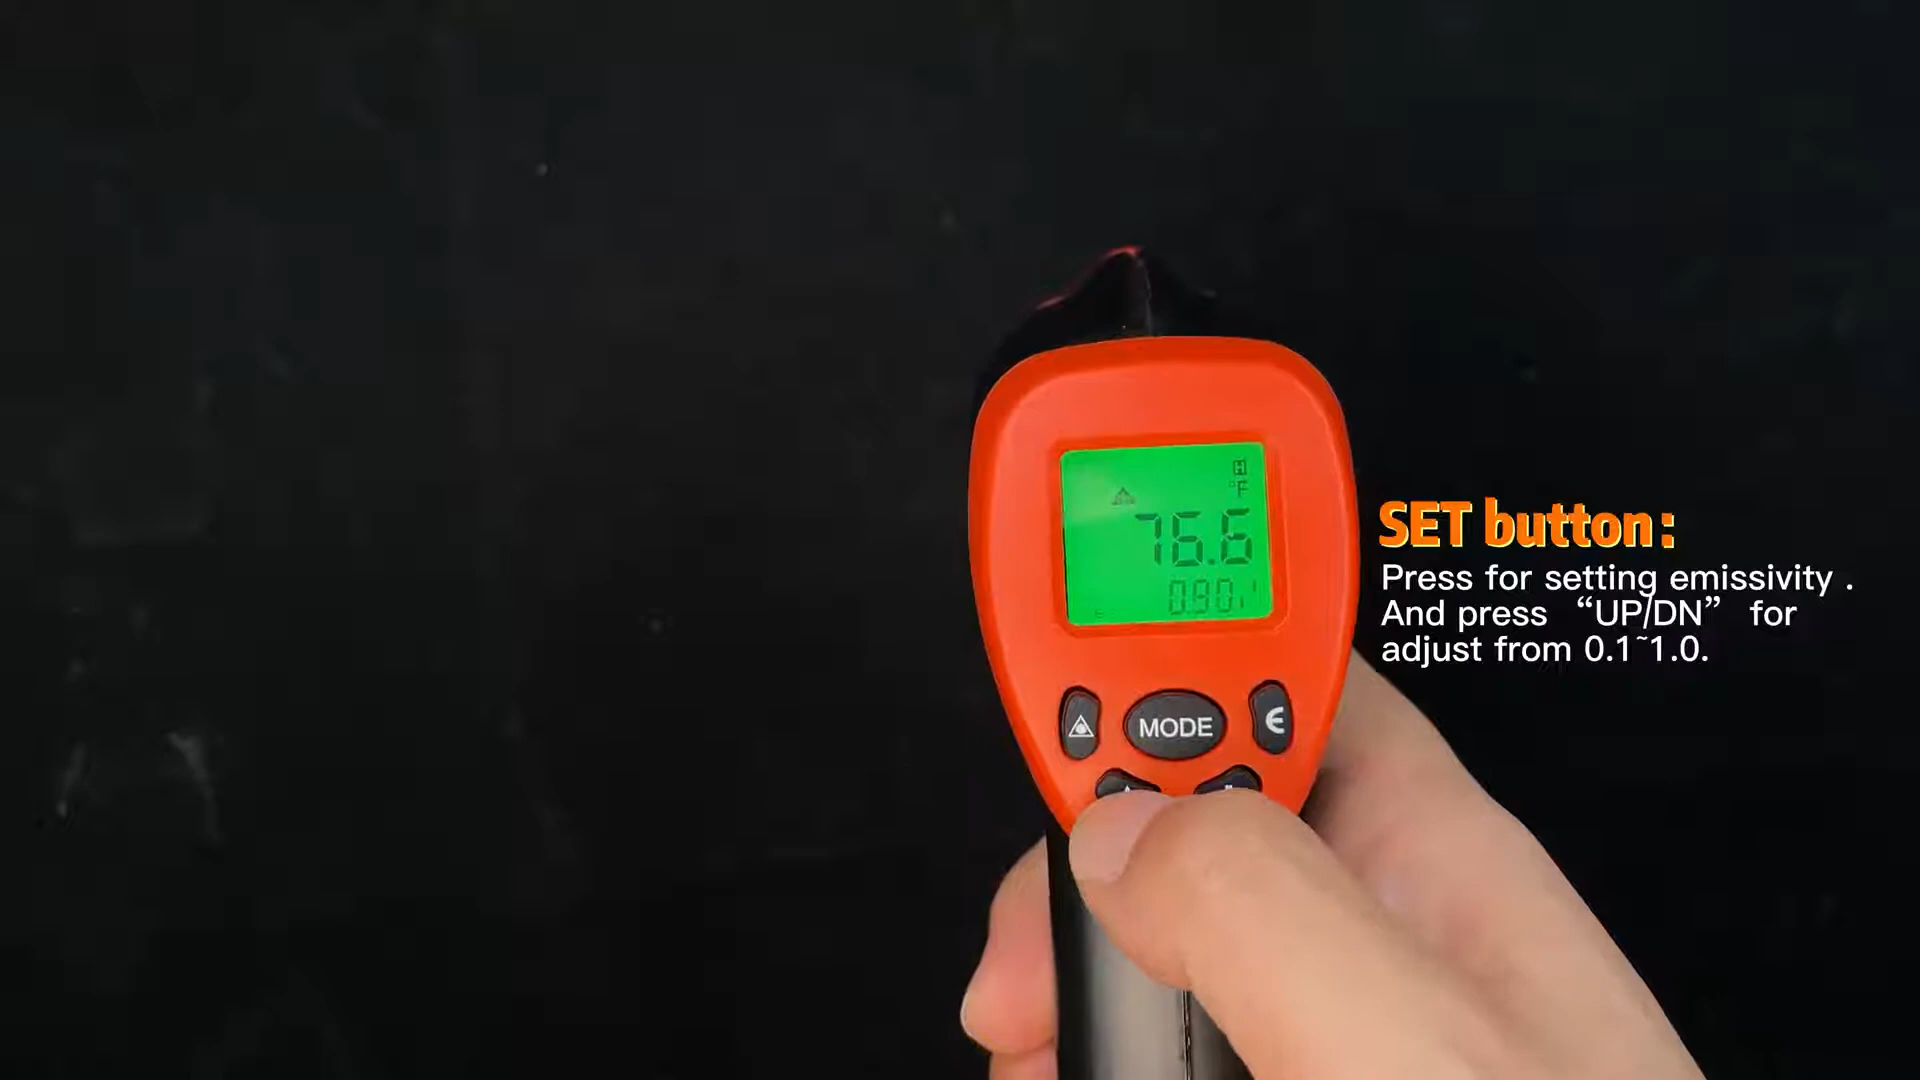 H
°F
76.6
0.90
E
MODE
Є
SET button:
Press for setting emissivity .
And press “UP/DN” for
adjust from 0.1~1.0.